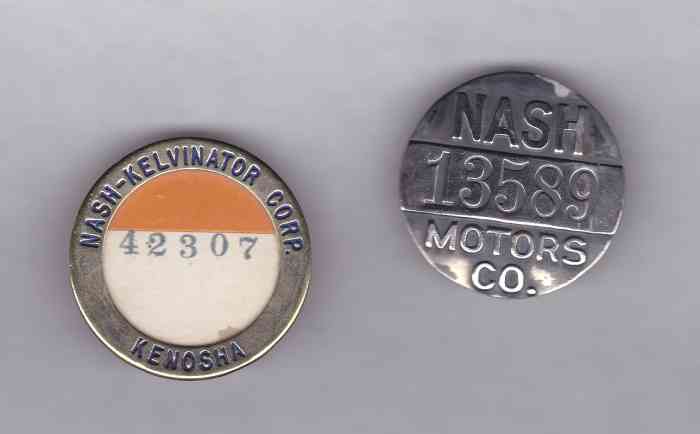 NASH-KELVINATOR CORP.
42307
KENOSHA
NASH
13589
MOTORS
CO.